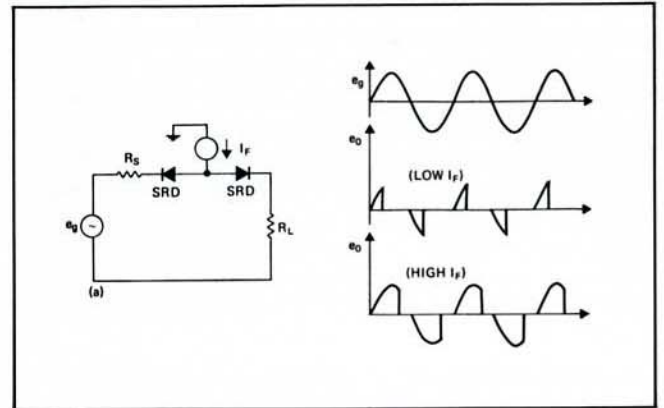 e_g
e_0
(LOW I_F)
e_0
(HIGH I_F)
I_F
R_S
SRD
SRD
e_g
~
R_L
(a)